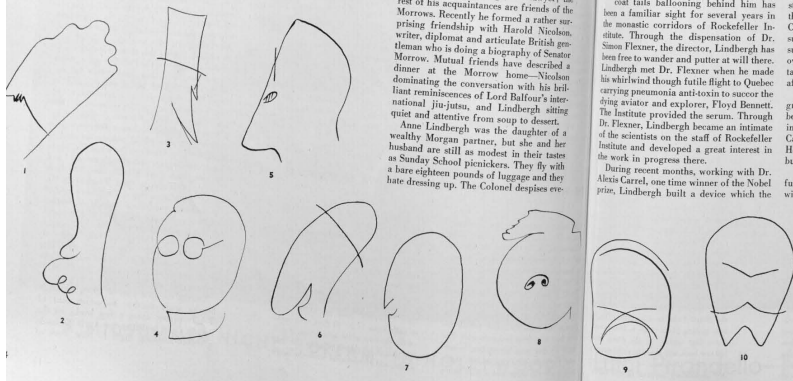 rest of his acquaintances are friends of the
Morrows. Recently he formed a rather sur-
prising friendship with Harold Nicolson,
writer, diplomat and articulate British gen-
tleman who is doing a biography of Senator
Morrow. Mutual friends have described a
dinner at the Morrow home—Nicolson
dominating the conversation with his bril-
liant reminiscences of Lord Balfour's inter-
national jiu-jutsu, and Lindbergh sitting
quiet and attentive from soup to dessert.
Anne Lindbergh was the daughter of a
wealthy Morgan partner, but she and her
husband are still as modest in their tastes
as Sunday School picnickers. They fly with
a bare eighteen pounds of luggage and they
hate dressing up. The Colonel despises eve-
coat tails ballooning behind him has
been a familiar sight for several years in
the monastic corridors of Rockefeller In-
stitute. Through the dispensation of Dr.
Simon Flexner, the director, Lindbergh has
been free to wander and putter at will there.
Lindbergh met Dr. Flexner when he made
his whirlwind though futile flight to Quebec
carrying pneumonia anti-toxin to succor the
dying aviator and explorer, Floyd Bennett.
The Institute provided the serum. Through
Dr. Flexner, Lindbergh became an intimate
of the scientists on the staff of Rockefeller
Institute and developed a great interest in
the work in progress there.
During recent months, working with Dr.
Alexis Carrel, one time winner of the Nobel
prize, Lindbergh built a device which the
1
3
5
2
4
6
7
8
9
10